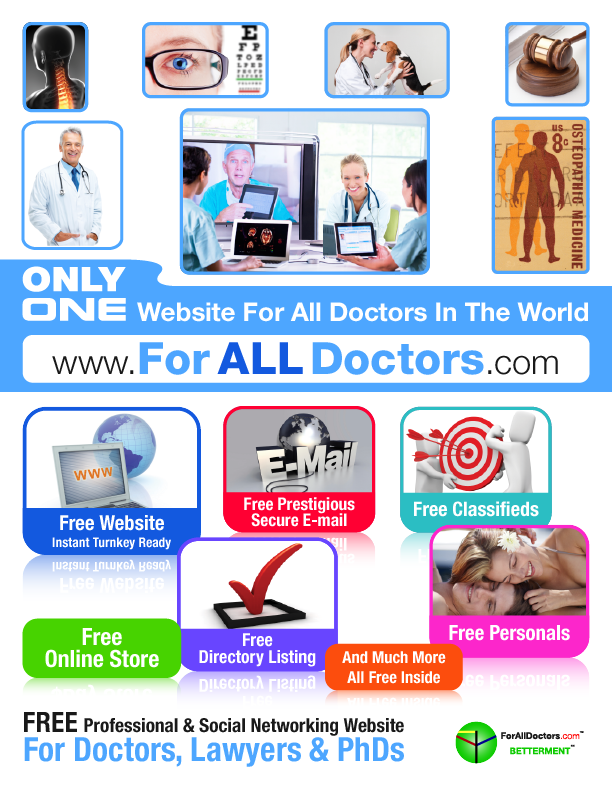 E
F P
T O Z
L P E D
US
8c
OSTEOPATHIC MEDICINE
ONLY
ONE Website For All Doctors In The World
www.For ALL Doctors.com
WWW
E-Mail
Free Website
Instant Turnkey Ready
Free Prestigious
Secure E-mail
Free Classifieds
Free Personals
Free
Online Store
Free
Directory Listing
And Much More
All Free Inside
FREE Professional & Social Networking Website
For Doctors, Lawyers & PhDs
ForAllDoctors.com™
BETTERMENT™